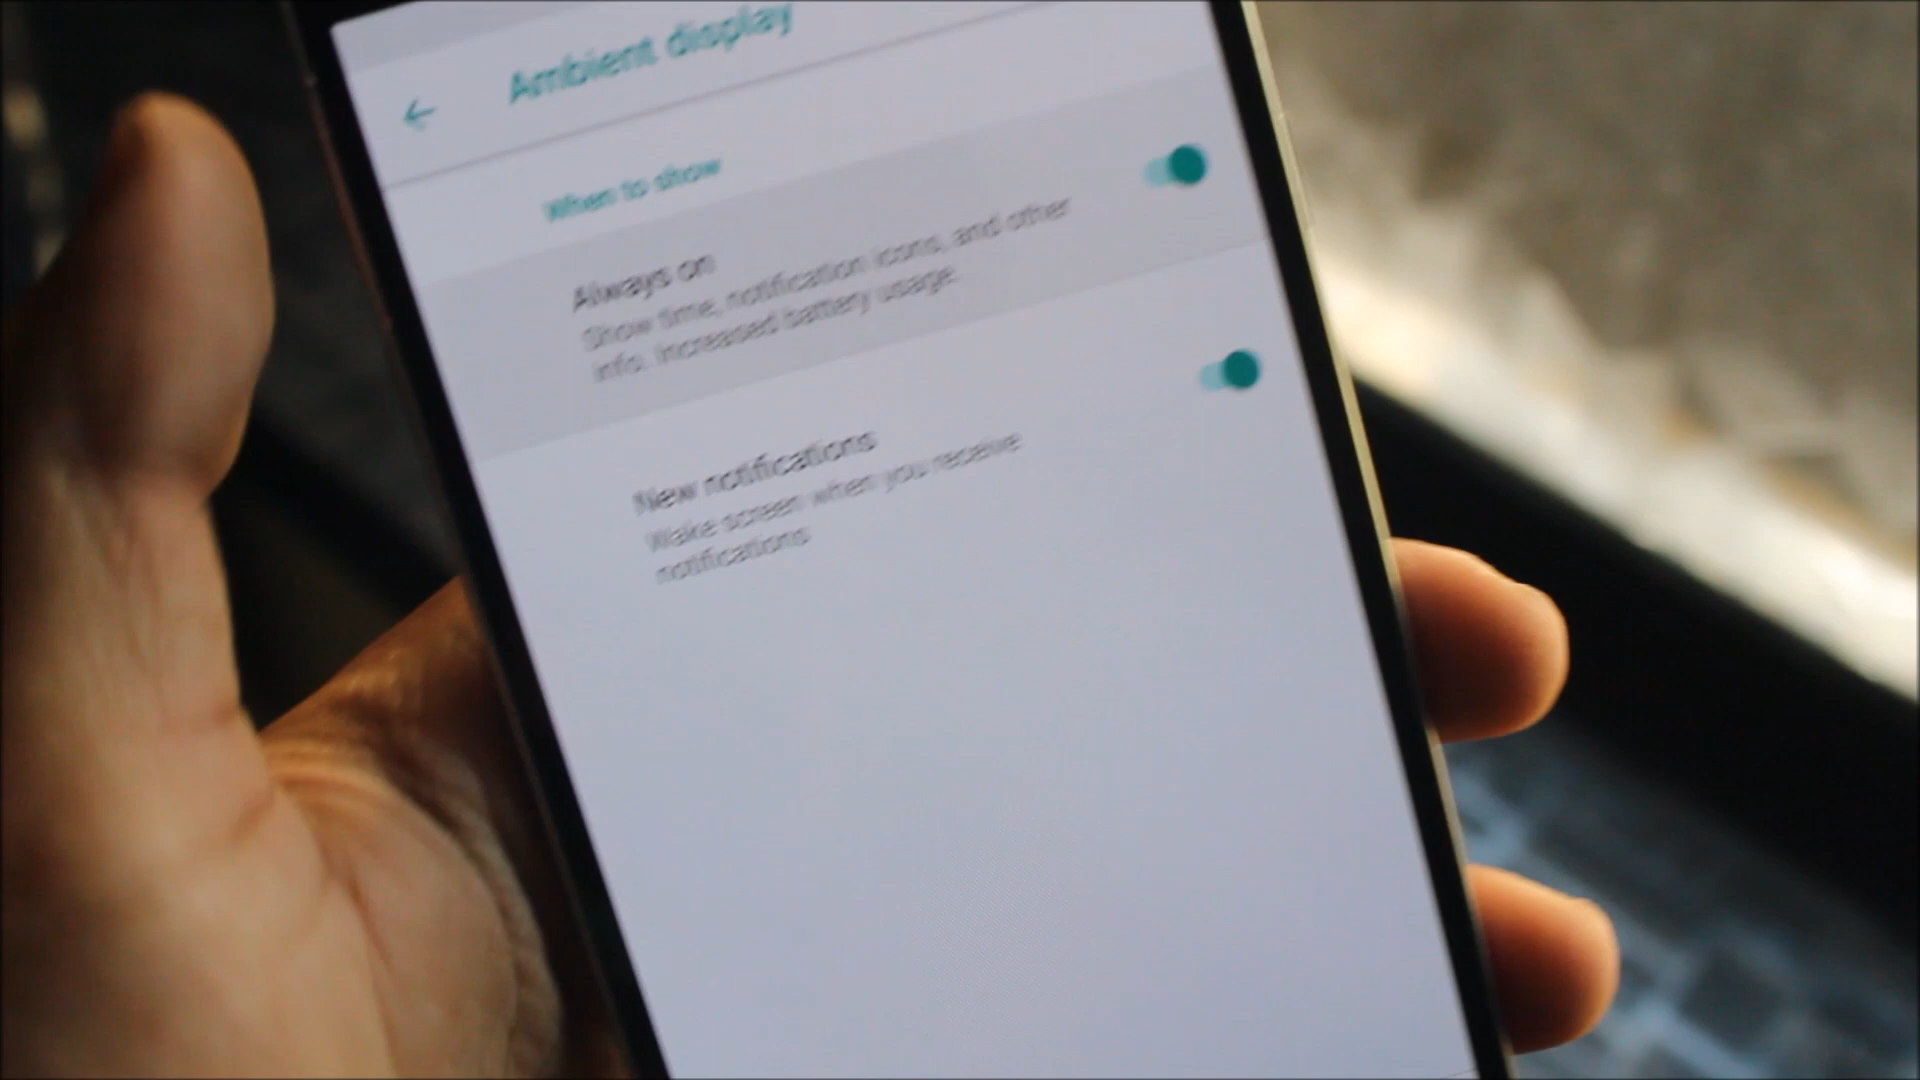 Ambient display
When to show
Always on
Show time, notification icons, and other
info. Increased battery usage.
New notifications
Wake screen when you receive
notifications